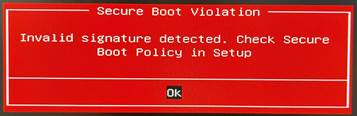 Secure Boot Violation
Invalid signature detected. Check Secure
Boot Policy in Setup
Ok